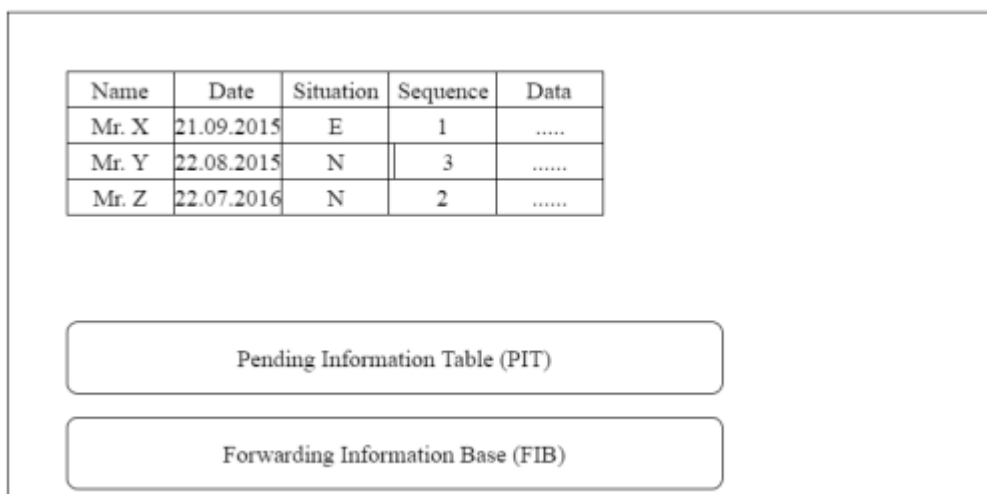 Name Date Situation Sequence Data
Mr. X 21.09.2015 E 1 .....
Mr. Y 22.08.2015 N 3 ......
Mr. Z 22.07.2016 N 2 ......
Pending Information Table (PIT)
Forwarding Information Base (FIB)